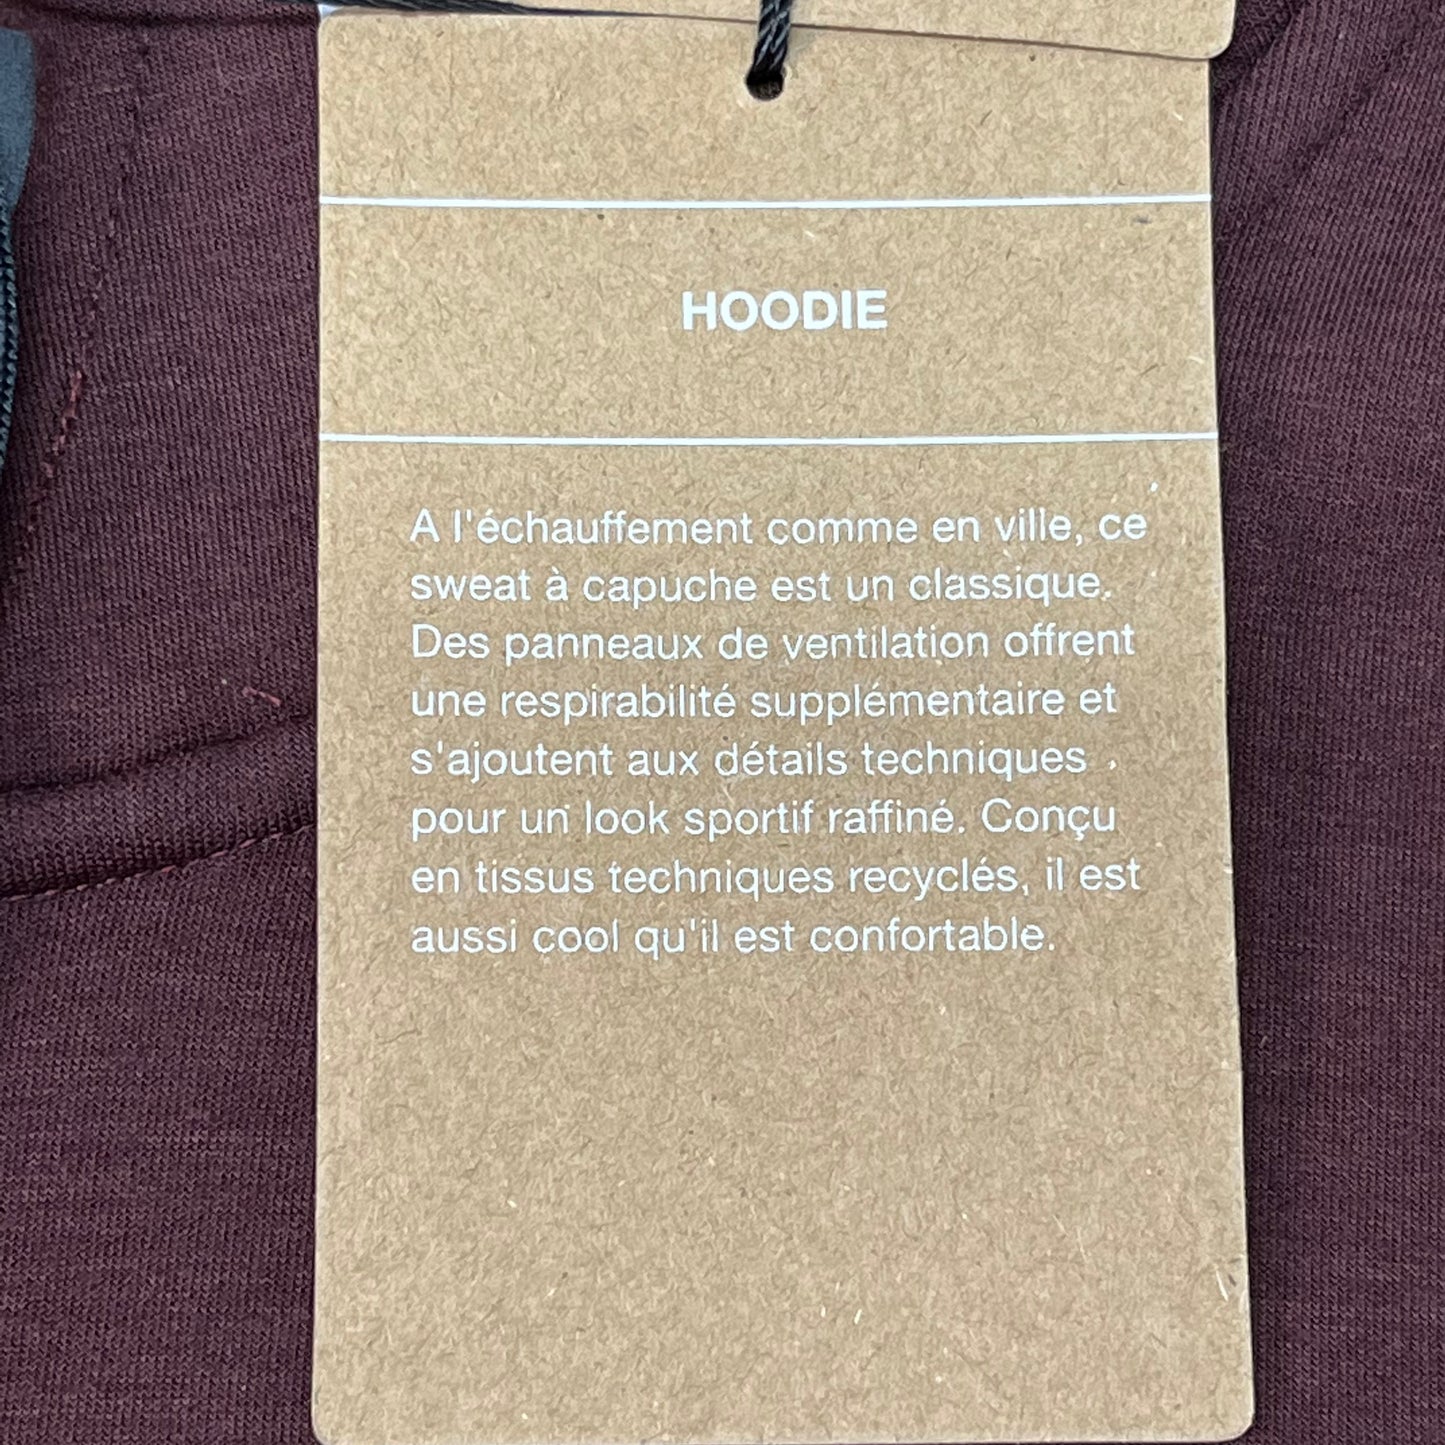 HOODIE
A l'échauffement comme en ville, ce
sweat à capuche est un classique.
Des panneaux de ventilation offrent
une respirabilité supplémentaire et
s'ajoutent aux détails techniques
pour un look sportif raffiné. Conçu
en tissus techniques recyclés, il est
aussi cool qu'il est confortable.